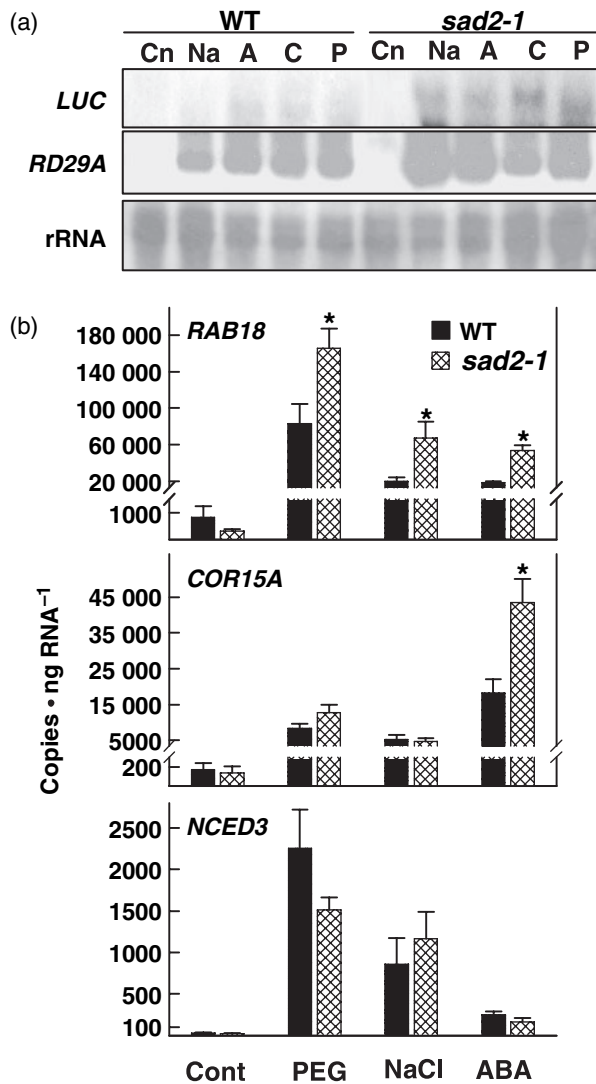 (a)
WT sad2-1
Cn Na A C P Cn Na A C P
LUC
RD29A
rRNA
(b)
Copies • ng RNA⁻¹
RAB18
WT
sad2-1
180 000
140 000
100 000
60 000
20 000
1000
* * *
COR15A
45 000
35 000
25 000
15 000
5000
200
*
NCED3
2500
2000
1500
1000
500
100
Cont PEG NaCl ABA